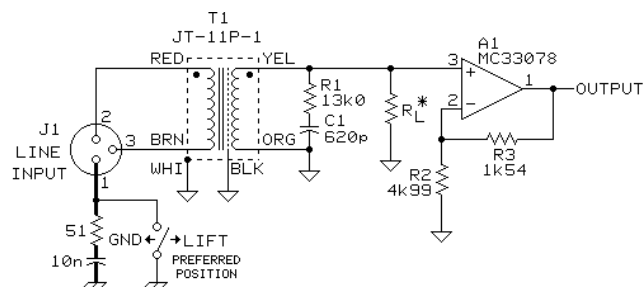 T1
JT-11P-1
RED
YEL
A1
MC33078
R1
13k0
C1
620p
RL*
3
+
1
OUTPUT
2
−
2
J1
LINE
INPUT
3
BRN
ORG
WHI
BLK
1
R3
1k54
R2
4k99
51
10n
GND
LIFT
PREFERRED
POSITION